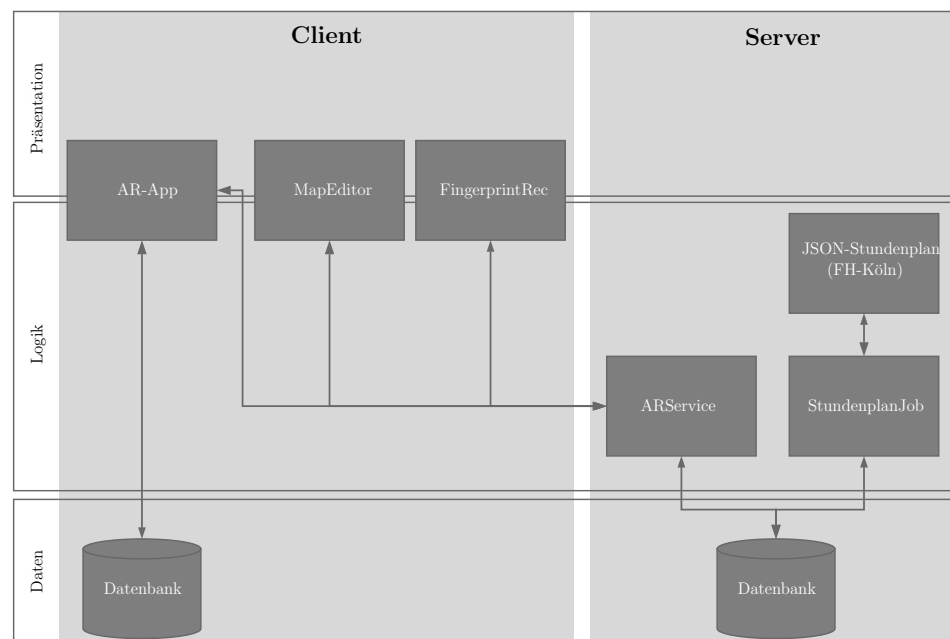 Client
Server
Präsentation
AR-App
MapEditor
FingerprintRec
Logik
JSON-Stundenplan
(FH-Köln)
ARService
StundenplanJob
Daten
Datenbank
Datenbank